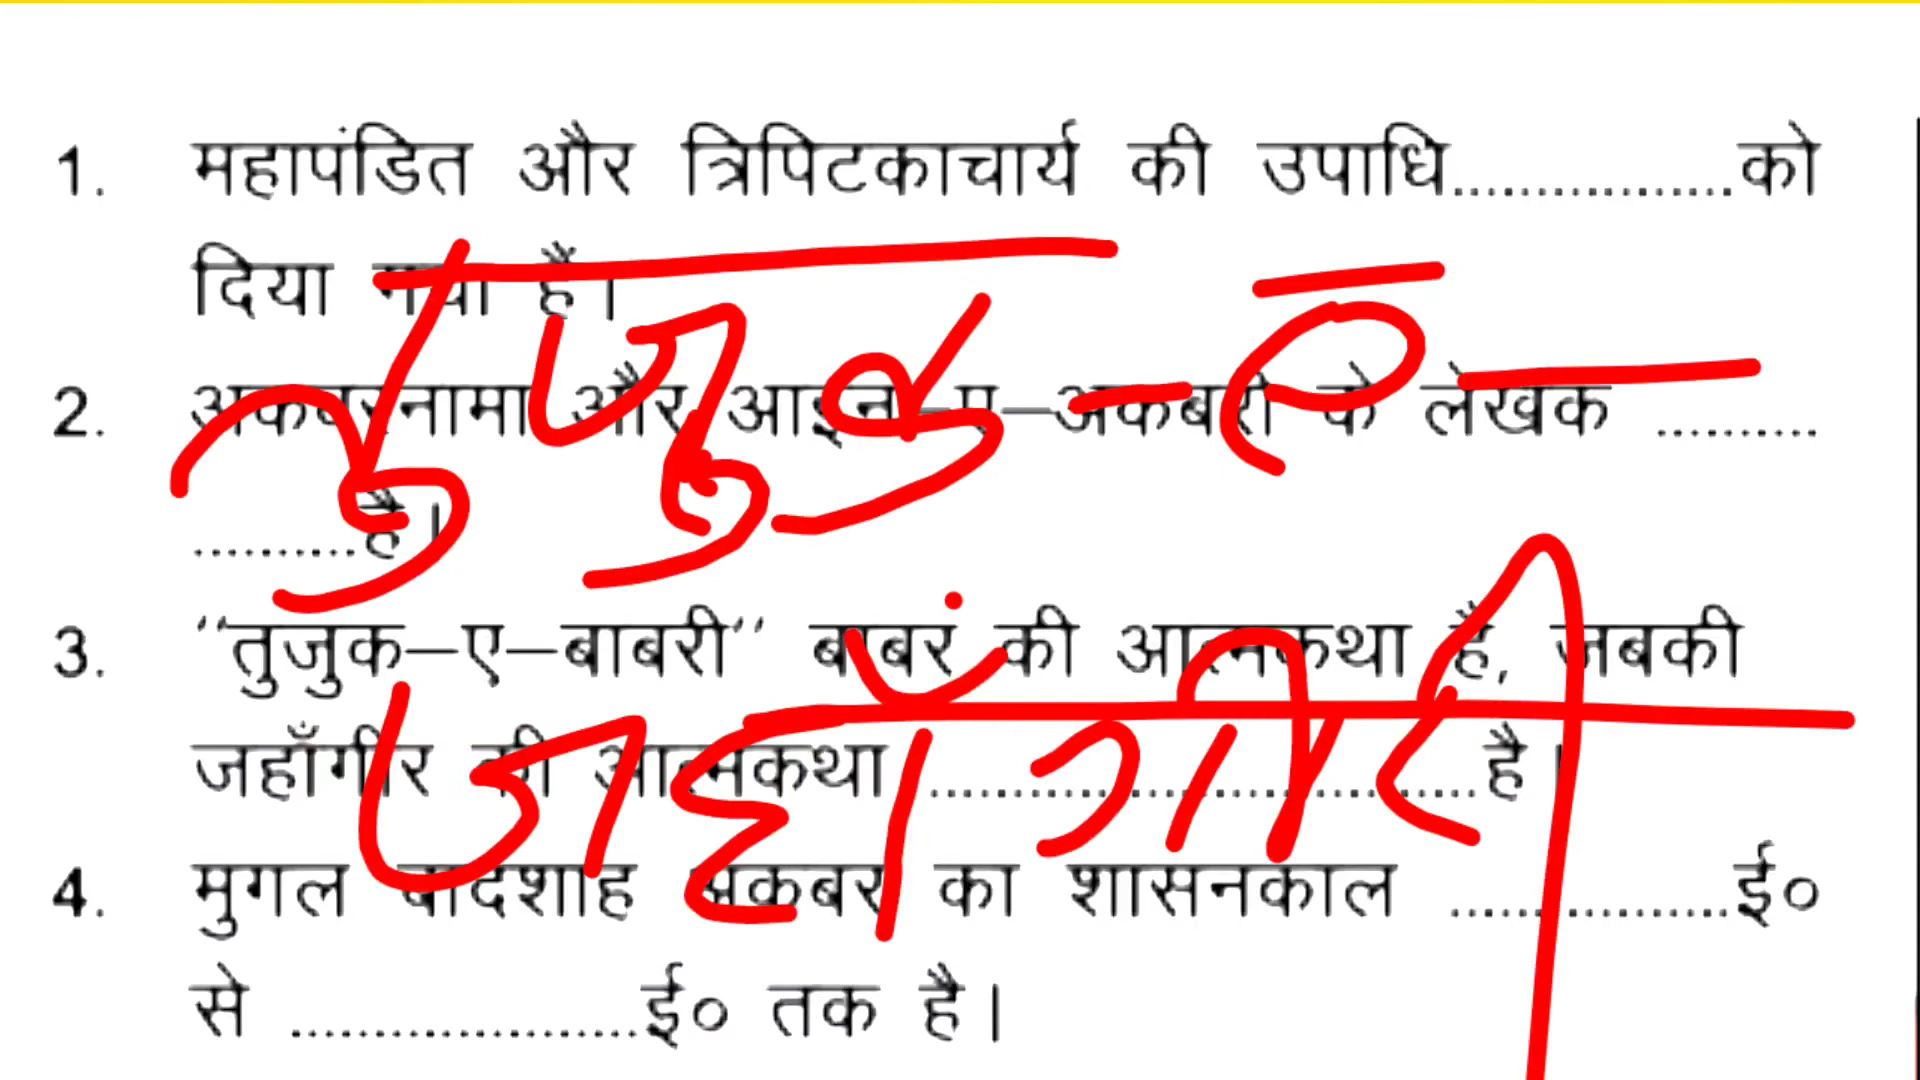 1. महापंडित और त्रिपिटकाचार्य की उपाधि.................को
दिया गया है।
2. अकबरनामा और आइन–ए–अकबरी के लेखक ..........
..........है।
3. “तुजुक–ए–बाबरी” बाबर की आत्मकथा है, जबकी
जहाँगीर की आत्मकथा .................................है।
4. मुगल बादशाह अकबर का शासनकाल .................ई०
से .....................ई० तक है।
तुजुक-ए-
जहाँगीरी